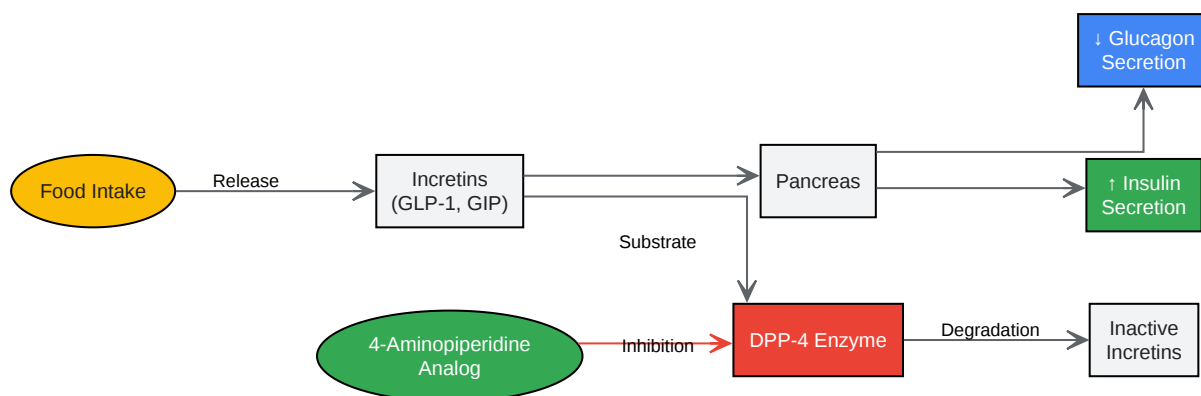 ↓ Glucagon
Secretion
Food Intake
Release
Incretins
(GLP-1, GIP)
Pancreas
↑ Insulin
Secretion
Substrate
4-Aminopiperidine
Analog
Inhibition
DPP-4 Enzyme
Degradation
Inactive
Incretins